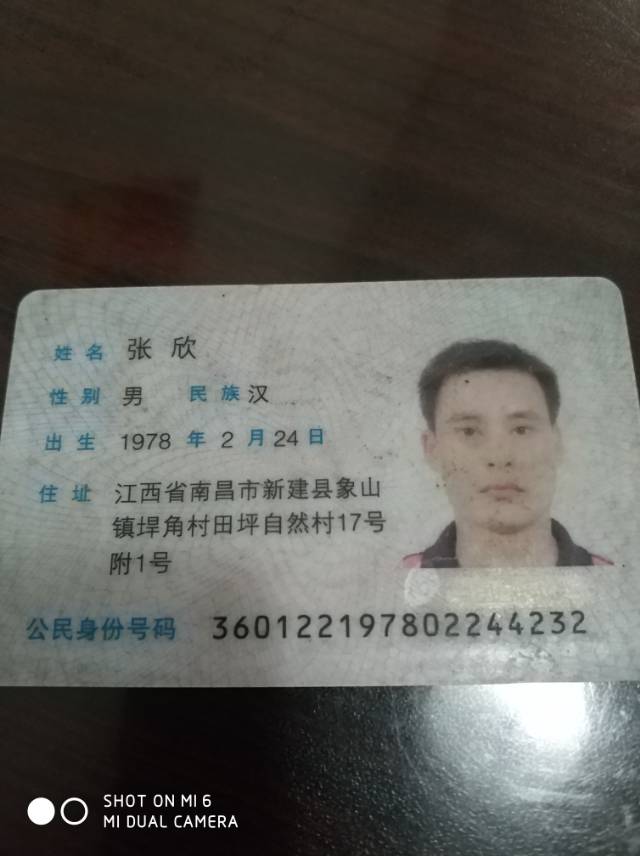 姓名 张欣
性别 男 民族 汉
出生 1978 年 2 月 24 日
住址 江西省南昌市新建县象山
镇垾角村田坪自然村17号
附1号
公民身份号码 360122197802244232
SHOT ON MI 6
MI DUAL CAMERA